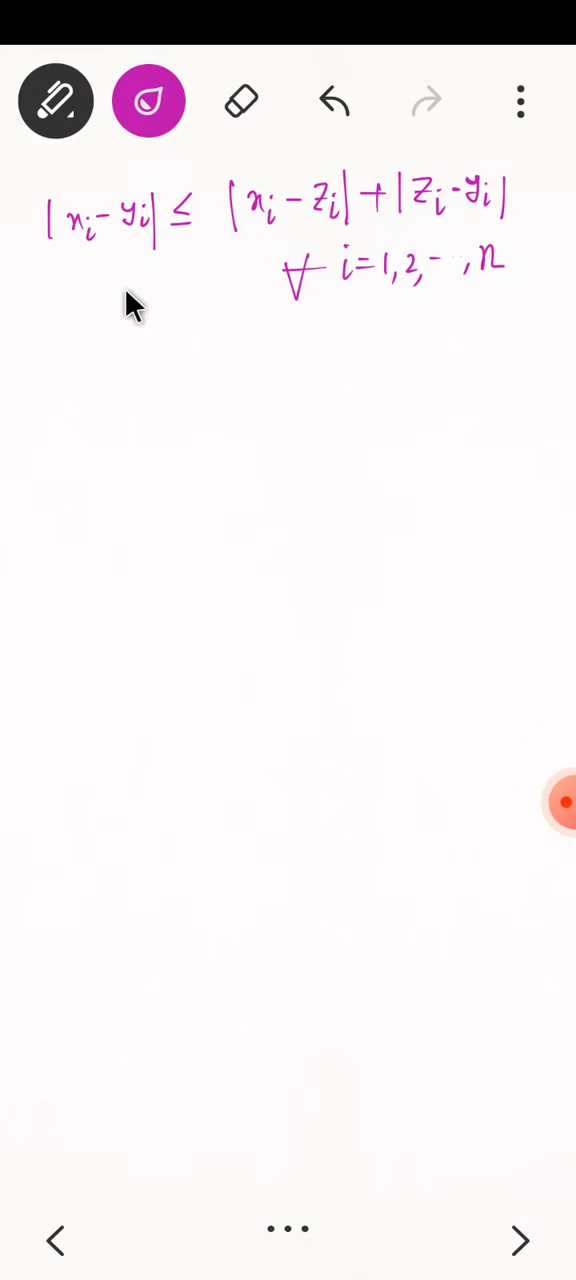 |xᵢ - yᵢ| ≤ |xᵢ - zᵢ| + |zᵢ - yᵢ|
∀ i = 1, 2, - - , n